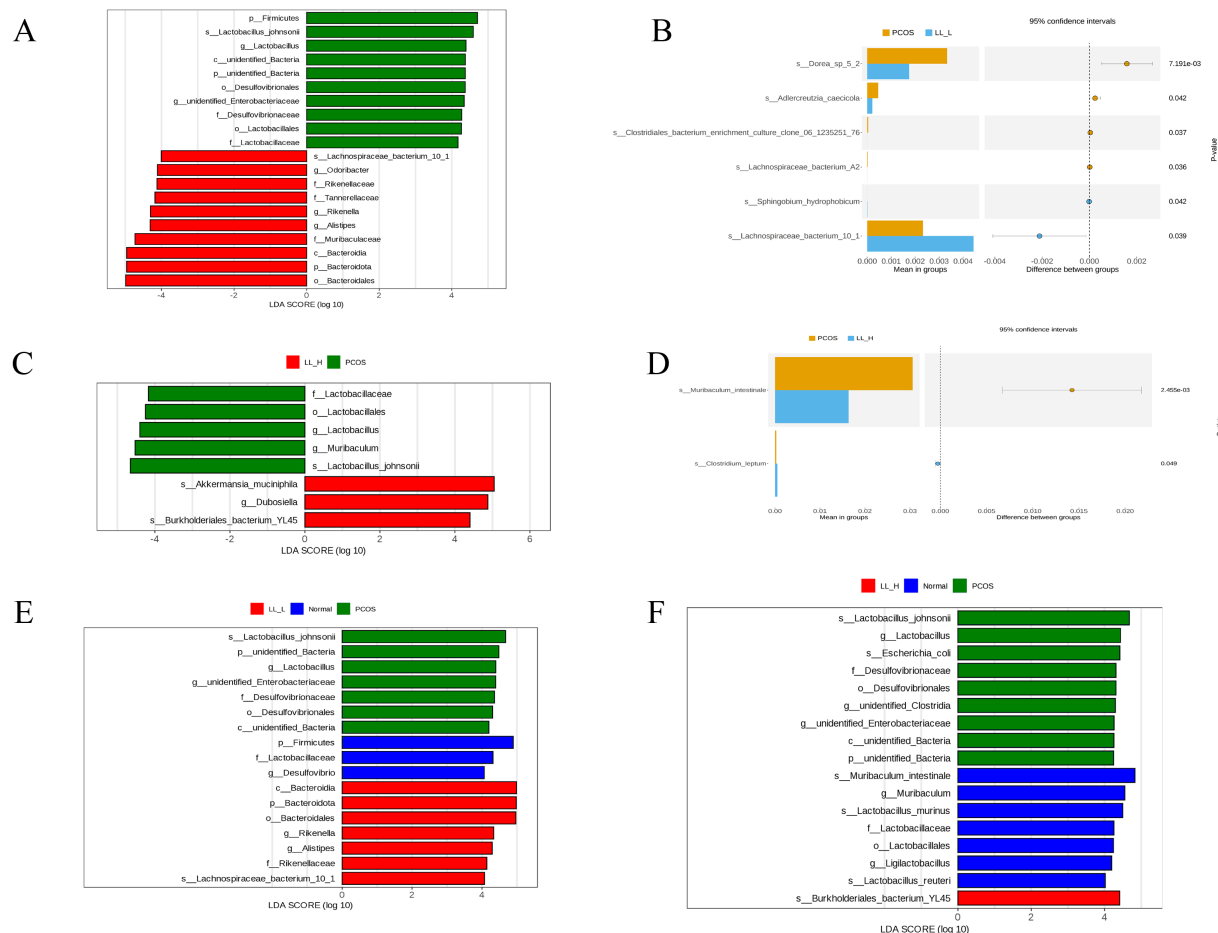 A
p__Firmicutes
s__Lactobacillus_johnsonii
g__Lactobacillus
c__unidentified_Bacteria
p__unidentified_Bacteria
o__Desulfovibrionales
g__unidentified_Enterobacteriaceae
f__Desulfovibrionaceae
o__Lactobacillales
f__Lactobacillaceae
s__Lachnospiraceae_bacterium_10_1
g__Odoribacter
f__Rikenellaceae
f__Tannerellaceae
g__Rikenella
g__Alistipes
f__Muribaculaceae
c__Bacteroidia
p__Bacteroidota
o__Bacteroidales
-4 -2 0 2 4
LDA SCORE (log 10)
B
95% confidence intervals
PCOS LL_L
s__Dorea_sp_5_2
7.191e-03
s__Adlercreutzia_caecicola
0.042
s__Clostridiales_bacterium_enrichment_culture_clone_06_1235251_76
0.037
s__Lachnospiraceae_bacterium_A2
0.036
s__Sphingobium_hydrophobicum
0.042
s__Lachnospiraceae_bacterium_10_1
0.039
P-value
0.000 0.001 0.002 0.003 0.004 -0.004 -0.002 0.000 0.002
Mean in groups Difference between groups
C
LL_H PCOS
f__Lactobacillaceae
o__Lactobacillales
g__Lactobacillus
g__Muribaculum
s__Lactobacillus_johnsonii
s__Akkermansia_muciniphila
g__Dubosiella
s__Burkholderiales_bacterium_YL45
-4 -2 0 2 4 6
LDA SCORE (log 10)
D
95% confidence intervals
PCOS LL_H
s__Muribaculum_intestinale
2.455e-03
s__Clostridium_leptum
0.049
0.00 0.01 0.02 0.03 0.000 0.005 0.010 0.015 0.020
Mean in groups Difference between groups
E
LL_L Normal PCOS
s__Lactobacillus_johnsonii
p__unidentified_Bacteria
g__Lactobacillus
g__unidentified_Enterobacteriaceae
f__Desulfovibrionaceae
o__Desulfovibrionales
c__unidentified_Bacteria
p__Firmicutes
f__Lactobacillaceae
g__Desulfovibrio
c__Bacteroidia
p__Bacteroidota
o__Bacteroidales
g__Rikenella
g__Alistipes
f__Rikenellaceae
s__Lachnospiraceae_bacterium_10_1
0 2 4
LDA SCORE (log 10)
F
LL_H Normal PCOS
s__Lactobacillus_johnsonii
g__Lactobacillus
s__Escherichia_coli
f__Desulfovibrionaceae
o__Desulfovibrionales
g__unidentified_Clostridia
g__unidentified_Enterobacteriaceae
c__unidentified_Bacteria
p__unidentified_Bacteria
s__Muribaculum_intestinale
g__Muribaculum
s__Lactobacillus_murinus
f__Lactobacillaceae
o__Lactobacillales
g__Ligilactobacillus
s__Lactobacillus_reuteri
s__Burkholderiales_bacterium_YL45
0 2 4
LDA SCORE (log 10)